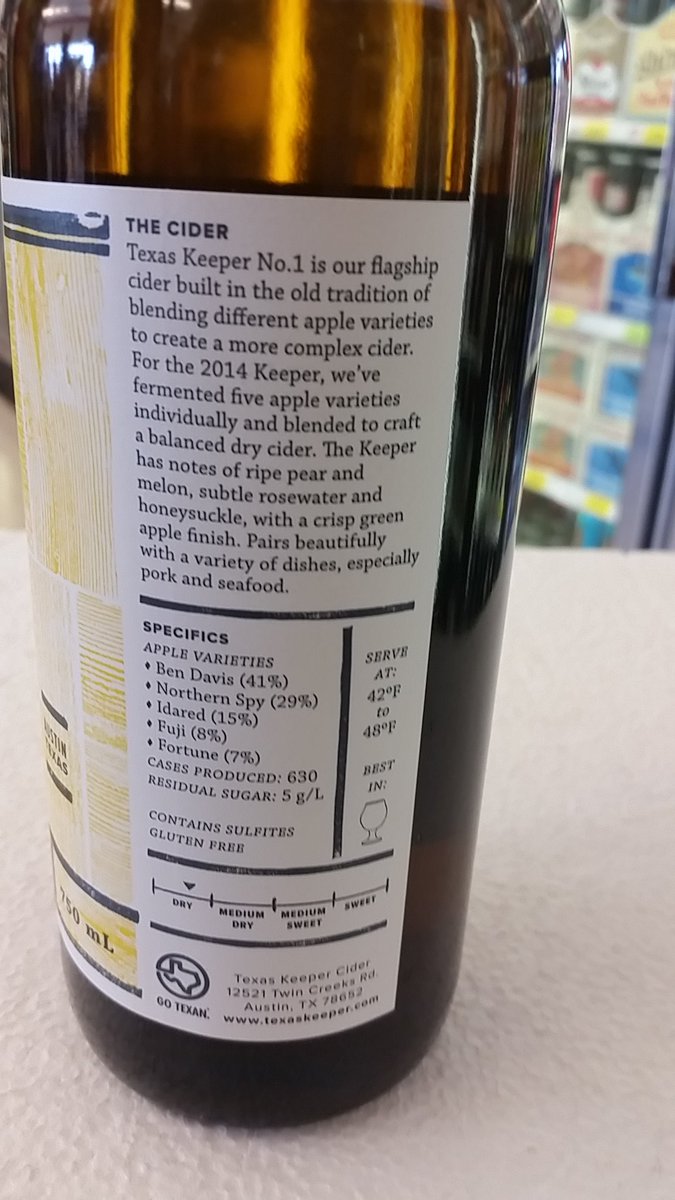 THE CIDER
Texas Keeper No.1 is our flagship
cider built in the old tradition of
blending different apple varieties
to create a more complex cider.
For the 2014 Keeper, we've
fermented five apple varieties
individually and blended to craft
a balanced dry cider. The Keeper
has notes of ripe pear and
melon, subtle rosewater and
honeysuckle, with a crisp green
apple finish. Pairs beautifully
with a variety of dishes, especially
pork and seafood.
SPECIFICS
APPLE VARIETIES
♦ Ben Davis (41%)
♦ Northern Spy (29%)
♦ Idared (15%)
♦ Fuji (8%)
♦ Fortune (7%)
CASES PRODUCED: 630
RESIDUAL SUGAR: 5 g/L
CONTAINS SULFITES
GLUTEN FREE
SERVE
AT:
42ºF
to
48ºF
BEST
IN:
DRY
MEDIUM
DRY
MEDIUM
SWEET
SWEET
GO TEXAN.
Texas Keeper Cider
12521 Twin Creeks Rd.
Austin, TX 78652
www.texaskeeper.com
TEXAS
750 mL